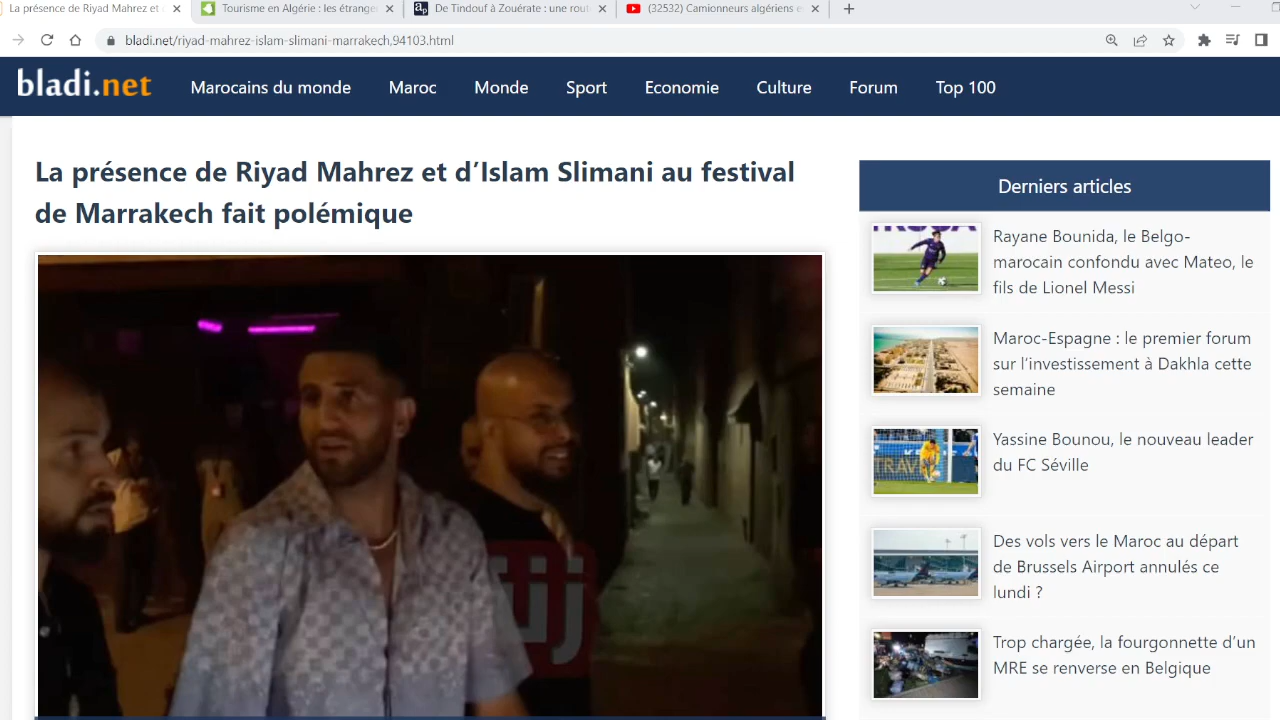 La présence de Riyad Mahrez et
Tourisme en Algérie : les étranger
De Tindouf à Zouérate : une rout
(32532) Camionneurs algériens e
bladi.net/riyad-mahrez-islam-slimani-marrakech,94103.html
bladi.net
Marocains du monde
Maroc
Monde
Sport
Economie
Culture
Forum
Top 100
La présence de Riyad Mahrez et d’Islam Slimani au festival
de Marrakech fait polémique
Derniers articles
Rayane Bounida, le Belgo-
marocain confondu avec Mateo, le
fils de Lionel Messi
Maroc-Espagne : le premier forum
sur l’investissement à Dakhla cette
semaine
Yassine Bounou, le nouveau leader
du FC Séville
Des vols vers le Maroc au départ
de Brussels Airport annulés ce
lundi ?
Trop chargée, la fourgonnette d’un
MRE se renverse en Belgique